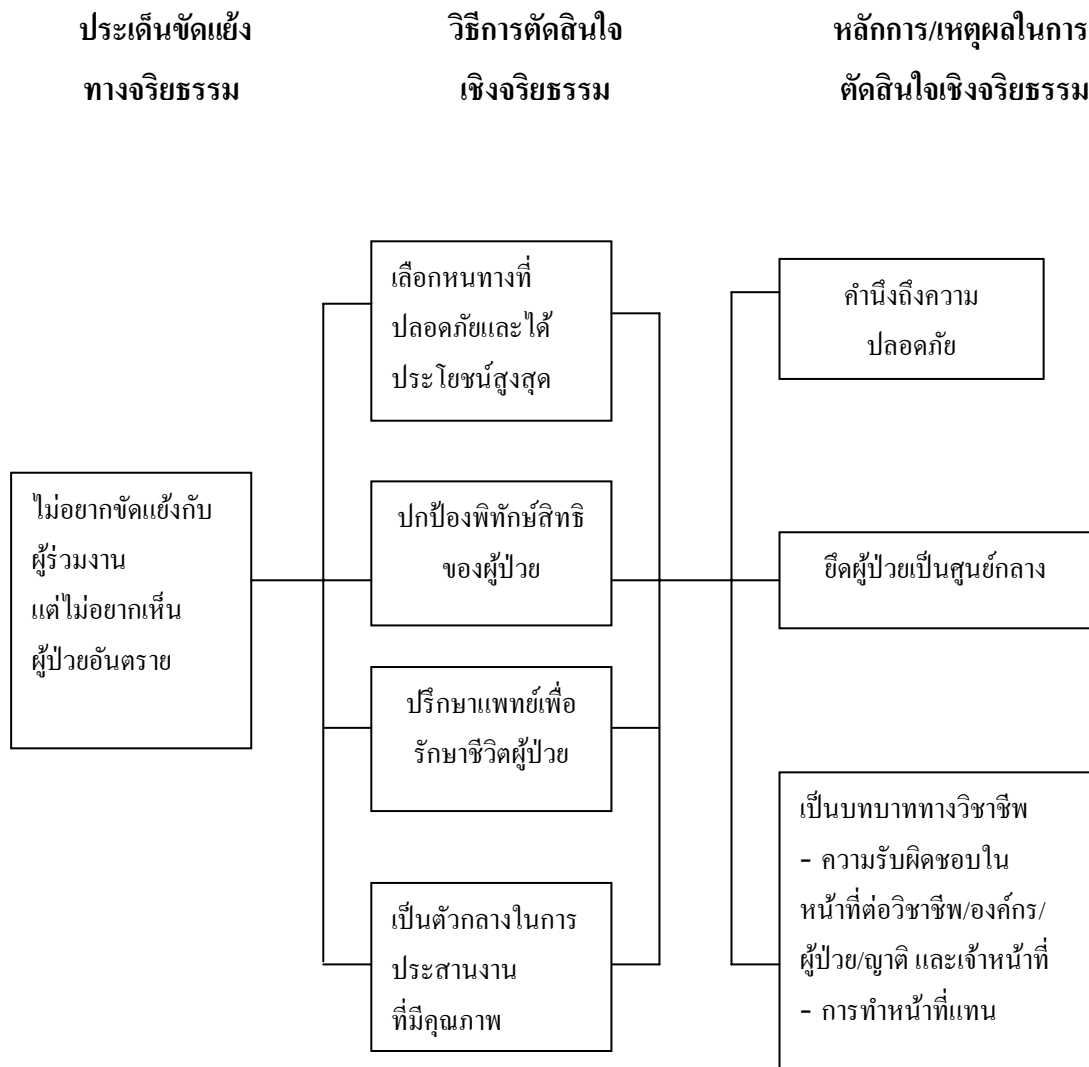 ประเด็นขัดแย้ง
ทางจริยธรรม
วิธีการตัดสินใจ
เชิงจริยธรรม
หลักการ/เหตุผลในการ
ตัดสินใจเชิงจริยธรรม
ไม่อยากขัดแย้งกับ
ผู้ร่วมงาน
แต่ไม่อยากเห็น
ผู้ป่วยอันตราย
เลือกหนทางที่
ปลอดภัยและได้
ประโยชน์สูงสุด
ปกป้องพิทักษ์สิทธิ
ของผู้ป่วย
ปรึกษาแพทย์เพื่อ
รักษาชีวิตผู้ป่วย
เป็นตัวกลางในการ
ประสานงาน
ที่มีคุณภาพ
คำนึงถึงความ
ปลอดภัย
ยึดผู้ป่วยเป็นศูนย์กลาง
เป็นบทบาททางวิชาชีพ
- ความรับผิดชอบใน
หน้าที่ต่อวิชาชีพ/องค์กร/
ผู้ป่วย/ญาติ และเจ้าหน้าที่
- การทำหน้าที่แทน